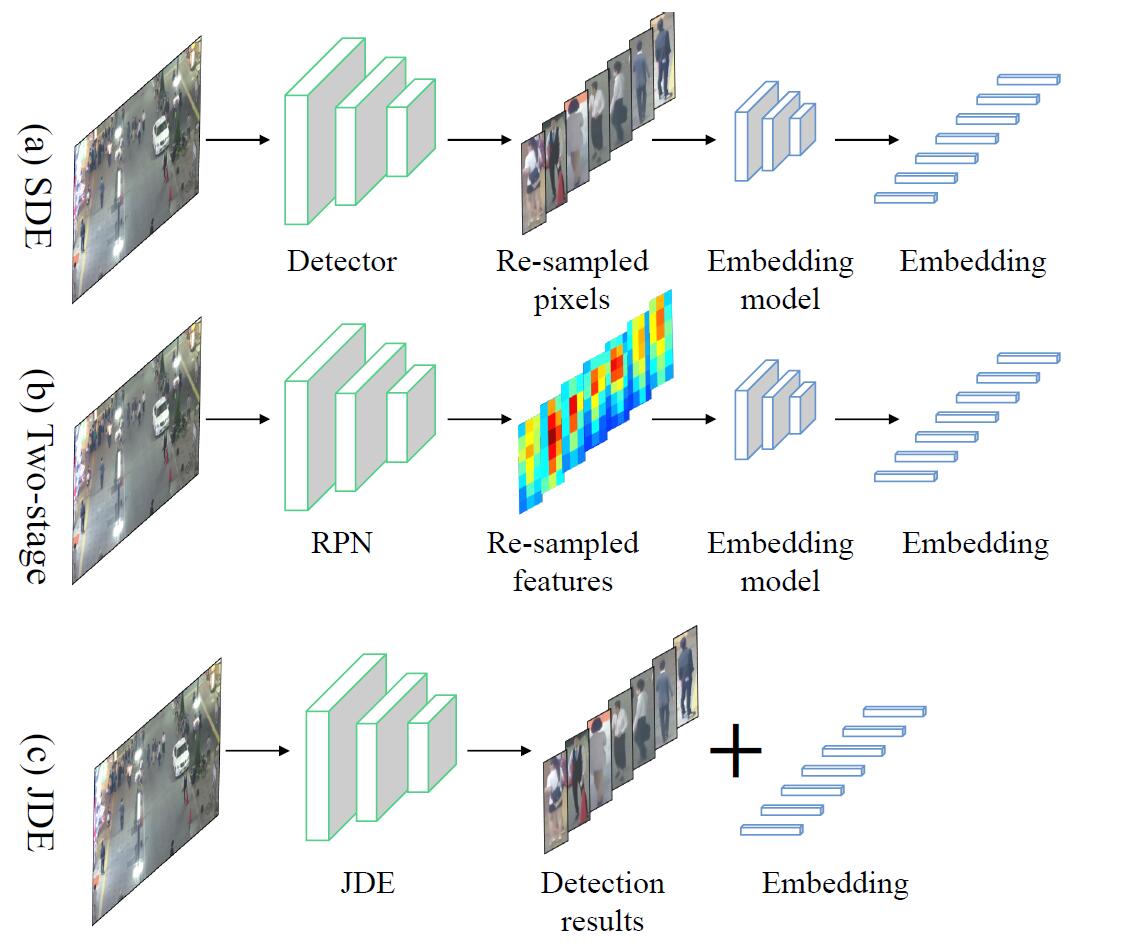 (a) SDE
Detector
Re-sampled
pixels
Embedding
model
Embedding
(b) Two-stage
RPN
Re-sampled
features
Embedding
model
Embedding
(c) JDE
JDE
Detection
results
Embedding